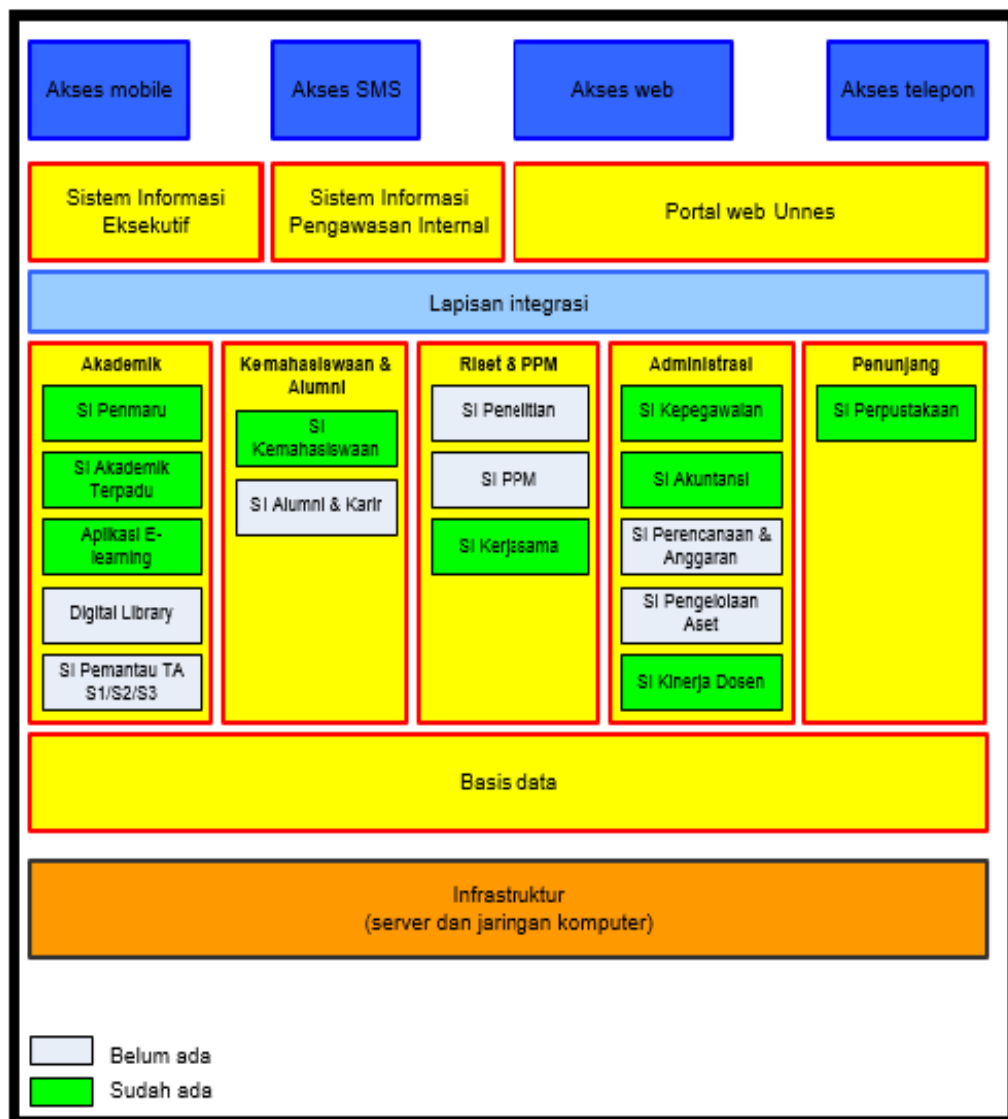 Akses mobile
Akses SMS
Akses web
Akses telepon
Sistem Informasi
Eksekutif
Sistem Informasi
Pengawasan Internal
Portal web Unnes
Lapisan integrasi
Akademik
SI Penmaru
SI Akademik
Terpadu
Aplikasi E-
learning
Digital Library
SI Pemantau TA
S1/S2/S3
Kemahasiswaan &
Alumni
SI
Kemahasiswaan
SI Alumni & Karir
Riset & PPM
SI Penelitian
SI PPM
SI Kerjasama
Administrasi
SI Kepegawaian
SI Akuntansi
SI Perencanaan &
Anggaran
SI Pengelolaan
Aset
SI Kinerja Dosen
Penunjang
SI Perpustakaan
Basis data
Infrastruktur
(server dan jaringan komputer)
Belum ada
Sudah ada